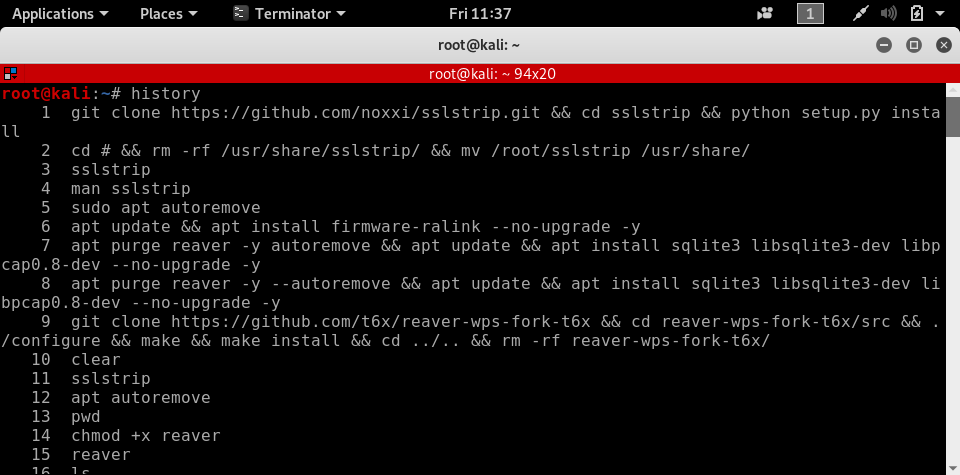 Applications Places Terminator Fri 11:37 1
root@kali: ~
root@kali: ~ 94x20
root@kali:~# history
1 git clone https://github.com/noxxi/sslstrip.git && cd sslstrip && python setup.py insta
ll
2 cd # && rm -rf /usr/share/sslstrip/ && mv /root/sslstrip /usr/share/
3 sslstrip
4 man sslstrip
5 sudo apt autoremove
6 apt update && apt install firmware-ralink --no-upgrade -y
7 apt purge reaver -y autoremove && apt update && apt install sqlite3 libsqlite3-dev libp
cap0.8-dev --no-upgrade -y
8 apt purge reaver -y --autoremove && apt update && apt install sqlite3 libsqlite3-dev li
bpcap0.8-dev --no-upgrade -y
9 git clone https://github.com/t6x/reaver-wps-fork-t6x && cd reaver-wps-fork-t6x/src && .
/configure && make && make install && cd ../.. && rm -rf reaver-wps-fork-t6x/
10 clear
11 sslstrip
12 apt autoremove
13 pwd
14 chmod +x reaver
15 reaver
16 ls